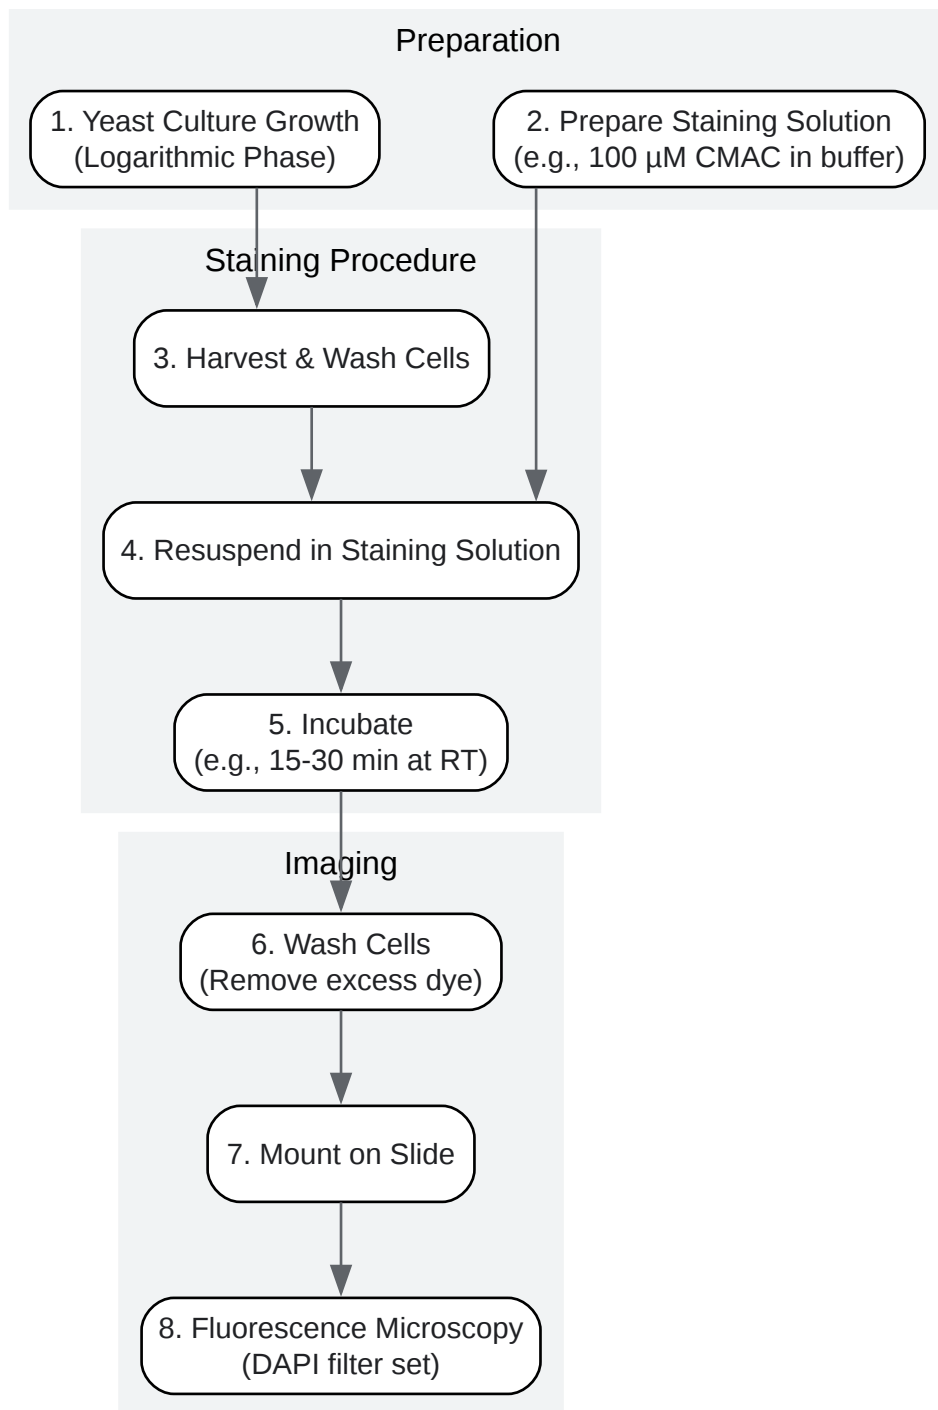 Preparation
1. Yeast Culture Growth
(Logarithmic Phase)
2. Prepare Staining Solution
(e.g., 100 µM CMAC in buffer)
Staining Procedure
3. Harvest & Wash Cells
4. Resuspend in Staining Solution
5. Incubate
(e.g., 15-30 min at RT)
Imaging
6. Wash Cells
(Remove excess dye)
7. Mount on Slide
8. Fluorescence Microscopy
(DAPI filter set)